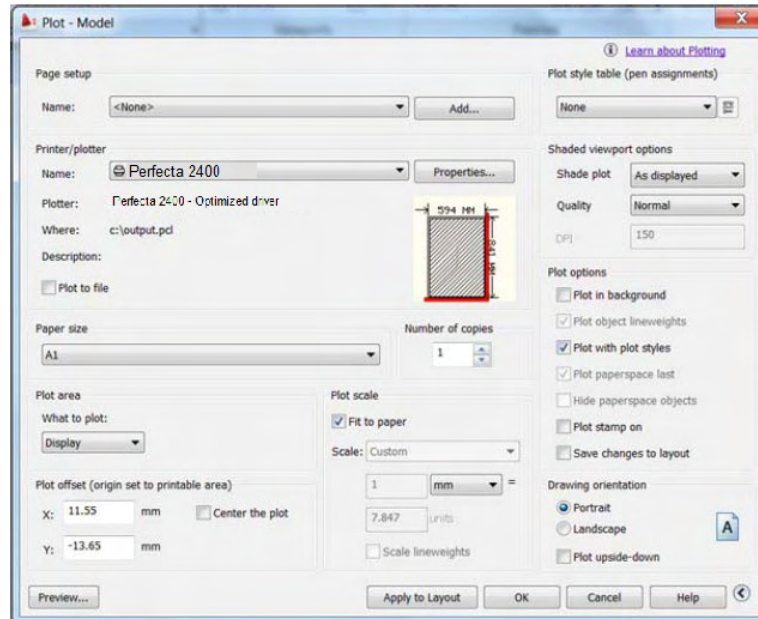 Plot - Model
Learn about Plotting
Page setup
Name: <None> Add...
Plot style table (pen assignments)
None
Printer/plotter
Name: Perfecta 2400 Properties...
Plotter: Perfecta 2400 - Optimized driver
Where: c:\output.pcl
Description:
Plot to file
594 MM
841 MM
Shaded viewport options
Shade plot As displayed
Quality Normal
DPI 150
Paper size
A1
Number of copies
1
Plot options
Plot in background
Plot object lineweights
Plot with plot styles
Plot paperspace last
Hide paperspace objects
Plot stamp on
Save changes to layout
Plot area
What to plot:
Display
Plot scale
Fit to paper
Scale: Custom
1 mm =
7.847 units
Scale lineweights
Plot offset (origin set to printable area)
X: 11.55 mm Center the plot
Y: -13.65 mm
Drawing orientation
Portrait
Landscape
Plot upside-down
A
Preview... Apply to Layout OK Cancel Help